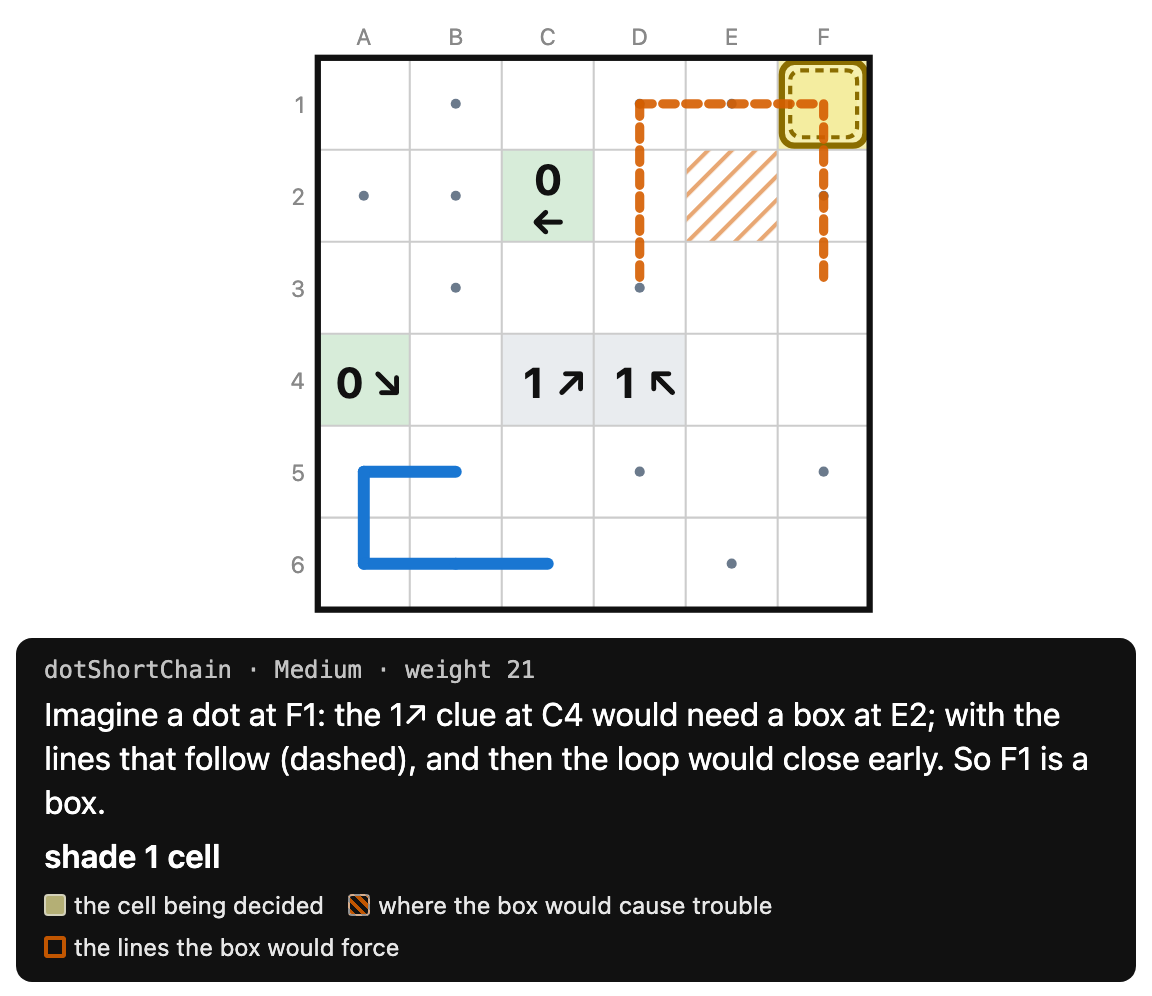 A B C D E F
1
2 0
←
3
4 0↘ 1↗ 1↖
5
6
dotShortChain · Medium · weight 21
Imagine a dot at F1: the 1↗ clue at C4 would need a box at E2; with the
lines that follow (dashed), and then the loop would close early. So F1 is a
box.
shade 1 cell
the cell being decided where the box would cause trouble
the lines the box would force